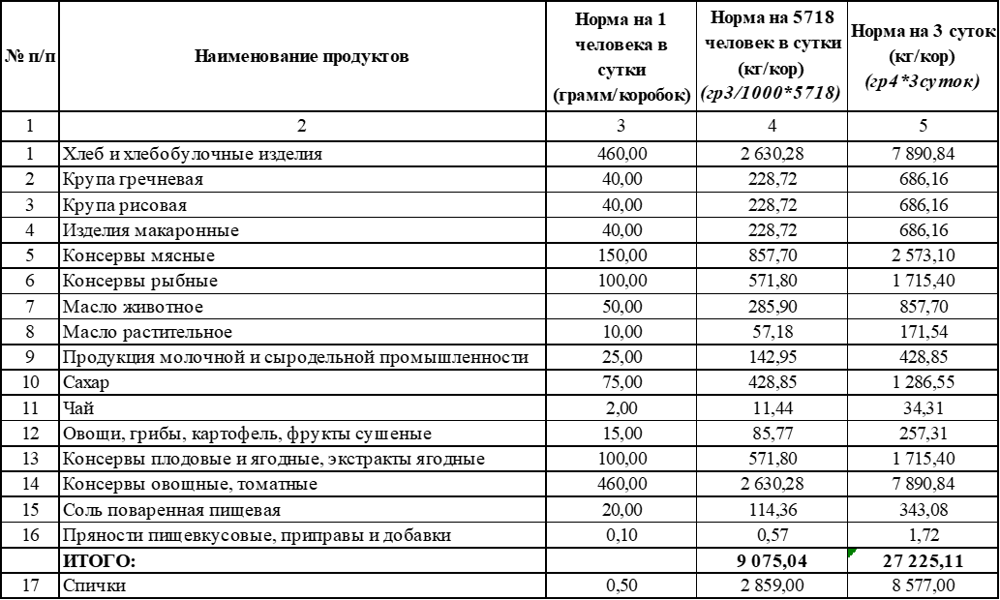 № п/п | Наименование продуктов | Норма на 1 человека в сутки (грамм/коробок) | Норма на 5718 человек в сутки (кг/кор) (гр3/1000*5718) | Норма на 3 суток (кг/кор) (гр4*3суток)
1 | 2 | 3 | 4 | 5
1 | Хлеб и хлебобулочные изделия | 460,00 | 2 630,28 | 7 890,84
2 | Крупа гречневая | 40,00 | 228,72 | 686,16
3 | Крупа рисовая | 40,00 | 228,72 | 686,16
4 | Изделия макаронные | 40,00 | 228,72 | 686,16
5 | Консервы мясные | 150,00 | 857,70 | 2 573,10
6 | Консервы рыбные | 100,00 | 571,80 | 1 715,40
7 | Масло животное | 50,00 | 285,90 | 857,70
8 | Масло растительное | 10,00 | 57,18 | 171,54
9 | Продукция молочной и сыродельной промышленности | 25,00 | 142,95 | 428,85
10 | Сахар | 75,00 | 428,85 | 1 286,55
11 | Чай | 2,00 | 11,44 | 34,31
12 | Овощи, грибы, картофель, фрукты сушеные | 15,00 | 85,77 | 257,31
13 | Консервы плодовые и ягодные, экстракты ягодные | 100,00 | 571,80 | 1 715,40
14 | Консервы овощные, томатные | 460,00 | 2 630,28 | 7 890,84
15 | Соль поваренная пищевая | 20,00 | 114,36 | 343,08
16 | Пряности пищевкусовые, приправы и добавки | 0,10 | 0,57 | 1,72
ИТОГО: | 9 075,04 | 27 225,11
17 | Спички | 0,50 | 2 859,00 | 8 577,00